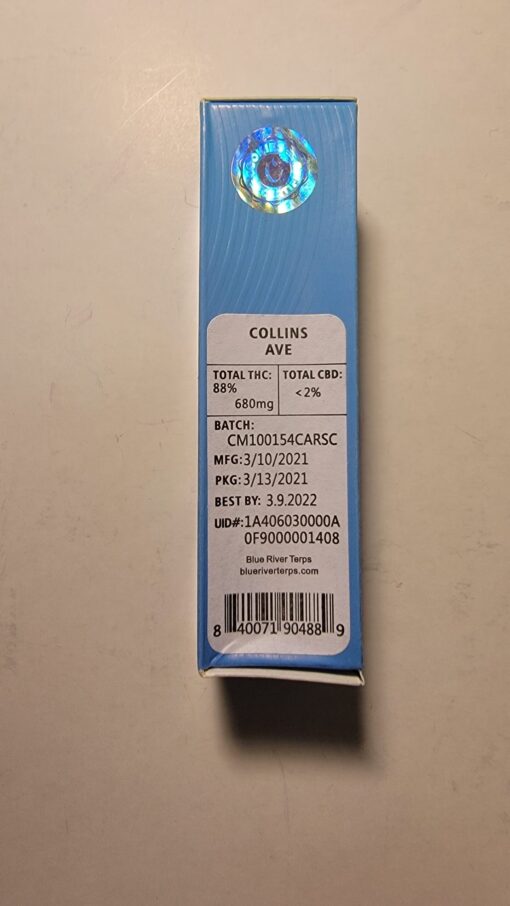 COOKIES
COLLINS
AVE
TOTAL THC: TOTAL CBD:
88% <2%
680mg
BATCH:
CM100154CARSC
MFG:3/10/2021
PKG:3/13/2021
BEST BY: 3.9.2022
UID#:1A406030000A
0F9000001408
Blue River Terps
blueriverterps.com
8 40071 90488 9